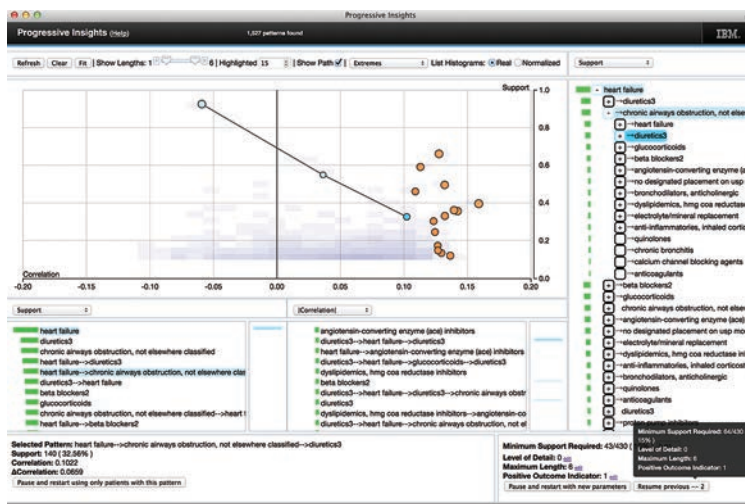 Progressive Insights
Progressive Insights (Help)
1,527 patterns found
IBM.
Refresh Clear Fit | Show Lengths: 1 6 | Highlighted 15 | Show Path | Extremes List Histograms: Real Normalized
Support
Support
1.0
0.8
0.6
0.4
0.2
0.0
Correlation
-0.20 -0.15 -0.10 -0.05 0.00 0.05 0.10 0.15 0.20
heart failure
→diuretics3
→chronic airways obstruction, not elsew
→heart failure
→diuretics3
→glucocorticoids
→beta blockers2
→angiotensin-converting enzyme (a
→no designated placement on usp
→bronchodilators, anticholinergic
→dyslipidemics, hmg coa reductase
→electrolyte/mineral replacement
→anti-inflammatories, inhaled cortic
→quinolones
→chronic bronchitis
→calcium channel blocking agents
→anticoagulants
→beta blockers2
→glucocorticoids
chronic airways obstruction, not elsew
→angiotensin-converting enzyme (ace)
→no designated placement on usp mo
→electrolyte/mineral replacement
→dyslipidemics, hmg coa reductase in
→anti-inflammatories, inhaled corticost
→bronchodilators, anticholinergic
→quinolones
→anticoagulants
diuretics3
→proton pump inhibitors
Support
heart failure
diuretics3
chronic airways obstruction, not elsewhere classified
heart failure-->diuretics3
heart failure-->chronic airways obstruction, not elsewhere clas
diuretics3-->heart failure
beta blockers2
glucocorticoids
chronic airways obstruction, not elsewhere classified-->heart f
heart failure-->beta blockers2
|Correlation|
angiotensin-converting enzyme (ace) inhibitors
diuretics3-->heart failure-->diuretics3
heart failure-->angiotensin-converting enzyme (ace) inhibitors
diuretics3-->heart failure-->glucocorticoids-->diuretics3
dyslipidemics, hmg coa reductase inhibitors
beta blockers2
diuretics3-->heart failure-->diuretics3-->chronic airways obstr
diuretics3
dyslipidemics, hmg coa reductase inhibitors-->angiotensin-co
diuretics3-->heart failure-->chronic airways obstruction, not el
Selected Pattern: heart failure-->chronic airways obstruction, not elsewhere classified-->diuretics3
Support: 140 ( 32.56% )
Correlation: 0.1022
ΔCorrelation: 0.0659
Pause and restart using only patients with this pattern
Minimum Support Required: 43/430 (
Level of Detail: 0 edit
Maximum Length: 6 edit
Positive Outcome Indicator: 1 edit
Pause and restart with new parameters
Resume previous --- 2
Minimum Support Required: 64/430 (
15% )
Level of Detail: 0
Maximum Length: 6
Positive Outcome Indicator: 1